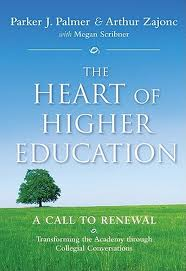 Parker J. Palmer & Arthur Zajonc
with Megan Scribner
THE
HEART OF
HIGHER
EDUCATION
A CALL TO RENEWAL
Transforming the Academy through
Collegial Conversations